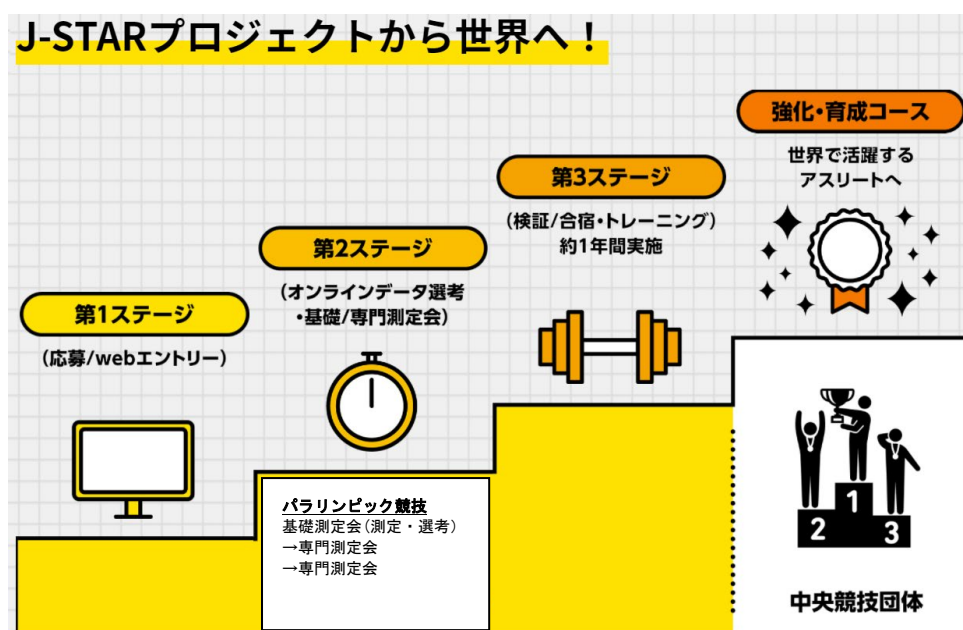 J-STARプロジェクトから世界へ！
第1ステージ
（応募/webエントリー）
第2ステージ
（オンラインデータ選考
・基礎/専門測定会）
第3ステージ
（検証/合宿・トレーニング）
約1年間実施
強化・育成コース
世界で活躍する
アスリートへ
パラリンピック競技
基礎測定会（測定・選考）
→専門測定会
→専門測定会
1
2
3
中央競技団体